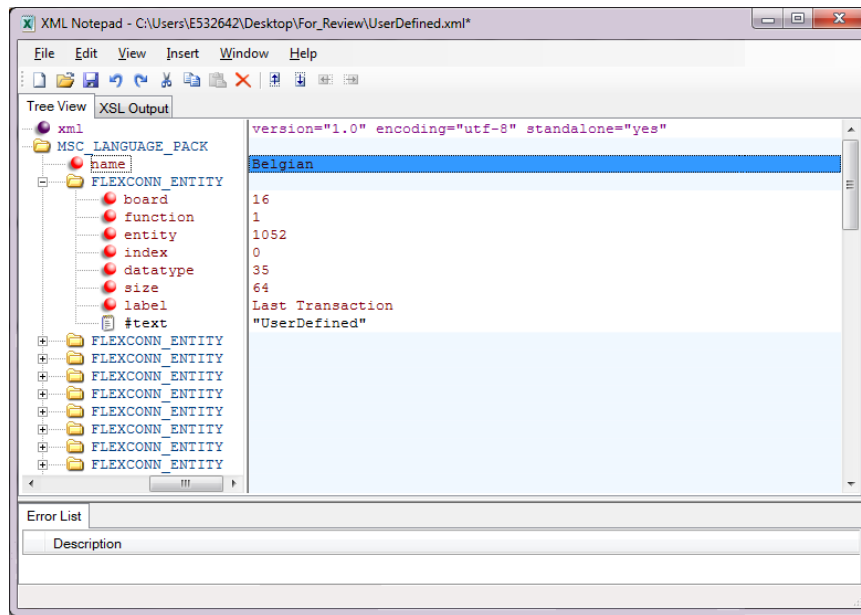 XML Notepad - C:\Users\E532642\Desktop\For_Review\UserDefined.xml*
File Edit View Insert Window Help
Tree View XSL Output
xml version="1.0" encoding="utf-8" standalone="yes"
MSC_LANGUAGE_PACK
name Belgian
FLEXCONN_ENTITY
board 16
function 1
entity 1052
index 0
datatype 35
size 64
label Last Transaction
#text "UserDefined"
FLEXCONN_ENTITY
FLEXCONN_ENTITY
FLEXCONN_ENTITY
FLEXCONN_ENTITY
FLEXCONN_ENTITY
FLEXCONN_ENTITY
FLEXCONN_ENTITY
FLEXCONN_ENTITY
Error List
Description